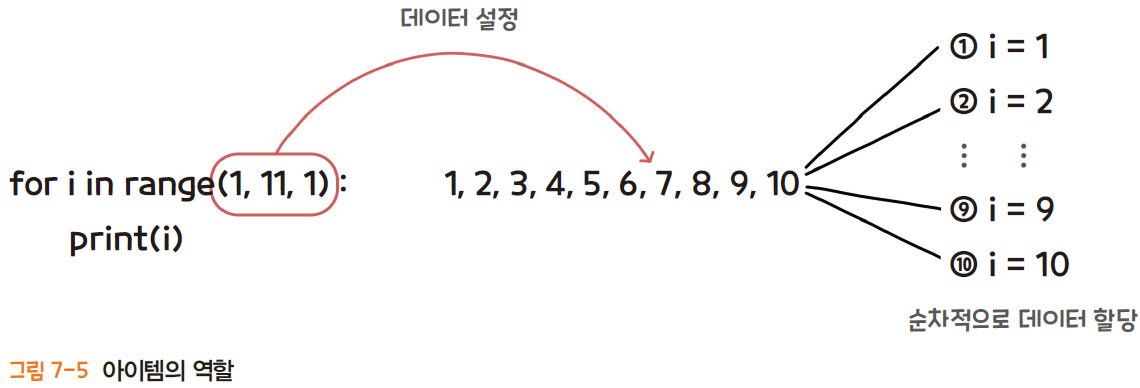 데이터 설정
for i in range(1, 11, 1):
print(i)
1, 2, 3, 4, 5, 6, 7, 8, 9, 10
① i = 1
② i = 2
⋮ ⋮
⑨ i = 9
⑩ i = 10
순차적으로 데이터 할당
그림 7-5 아이템의 역할